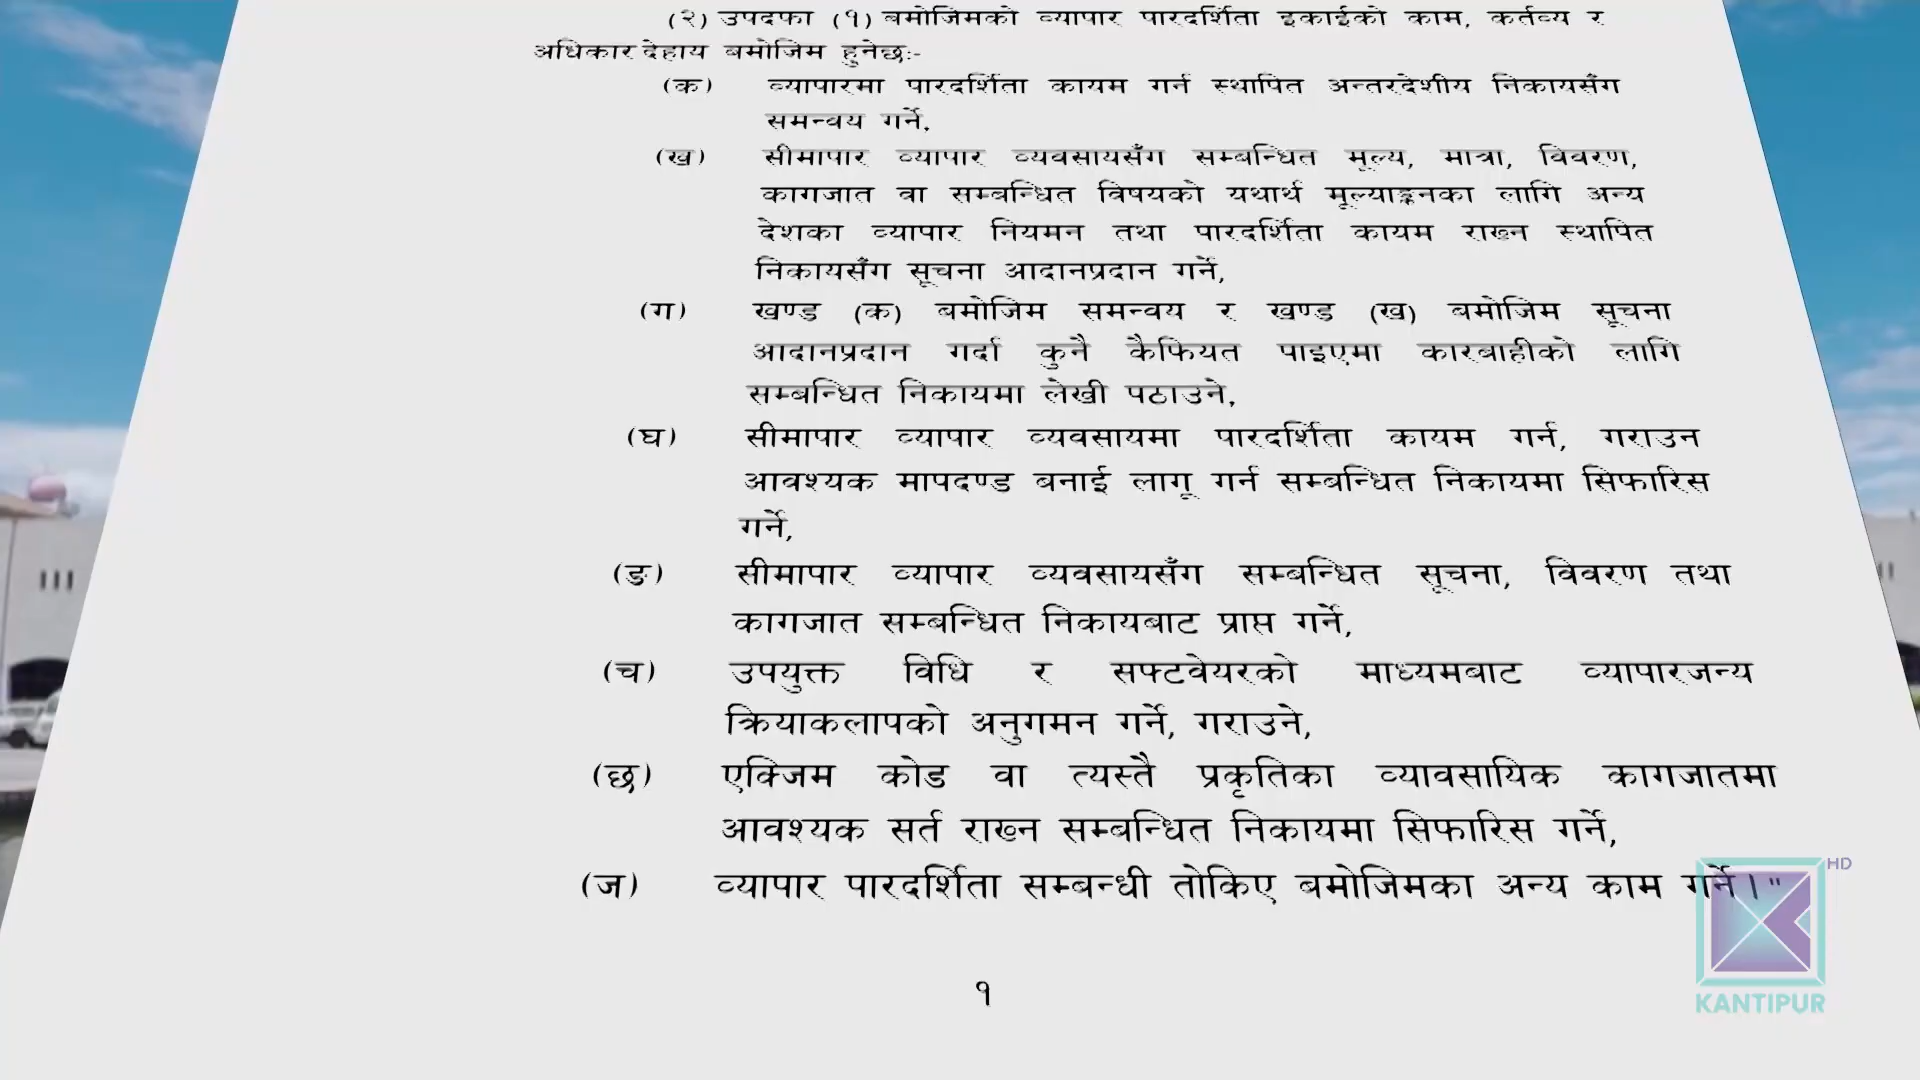 (२) उपदफा (१) बमोजिमको व्यापार पारदर्शिता इकाईको काम, कर्तव्य र
अधिकार देहाय बमोजिम हुनेछः-
(क) व्यापारमा पारदर्शिता कायम गर्न स्थापित अन्तरदेशीय निकायसँग
समन्वय गर्ने,
(ख) सीमापार व्यापार व्यवसायसँग सम्बन्धित मूल्य, मात्रा, विवरण,
कागजात वा सम्बन्धित विषयको यथार्थ मूल्याङ्कनका लागि अन्य
देशका व्यापार नियमन तथा पारदर्शिता कायम राख्न स्थापित
निकायसँग सूचना आदानप्रदान गर्ने,
(ग) खण्ड (क) बमोजिम समन्वय र खण्ड (ख) बमोजिम सूचना
आदानप्रदान गर्दा कुनै कैफियत पाइएमा कारबाहीको लागि
सम्बन्धित निकायमा लेखी पठाउने,
(घ) सीमापार व्यापार व्यवसायमा पारदर्शिता कायम गर्न, गराउन
आवश्यक मापदण्ड बनाई लागू गर्न सम्बन्धित निकायमा सिफारिस
गर्ने,
(ङ) सीमापार व्यापार व्यवसायसँग सम्बन्धित सूचना, विवरण तथा
कागजात सम्बन्धित निकायबाट प्राप्त गर्ने,
(च) उपयुक्त विधि र सफ्टवेयरको माध्यमबाट व्यापारजन्य
क्रियाकलापको अनुगमन गर्ने, गराउने,
(छ) एक्जिम कोड वा त्यस्तै प्रकृतिका व्यावसायिक कागजातमा
आवश्यक सर्त राख्न सम्बन्धित निकायमा सिफारिस गर्ने,
(ज) व्यापार पारदर्शिता सम्बन्धी तोकिए बमोजिमका अन्य काम गर्ने।"
१
HD
KANTIPUR